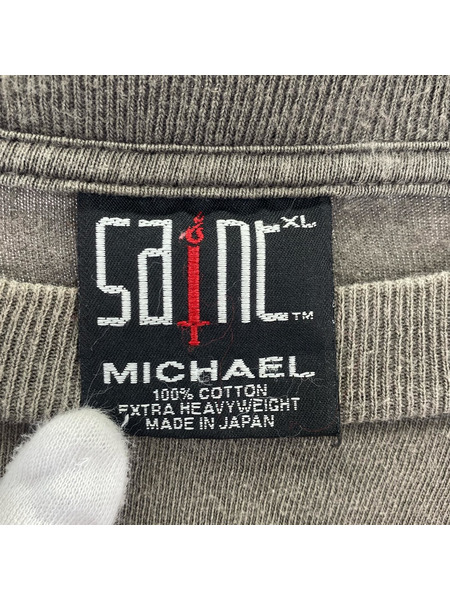 SAINT XL
TM
MICHAEL
100% COTTON
EXTRA HEAVYWEIGHT
MADE IN JAPAN